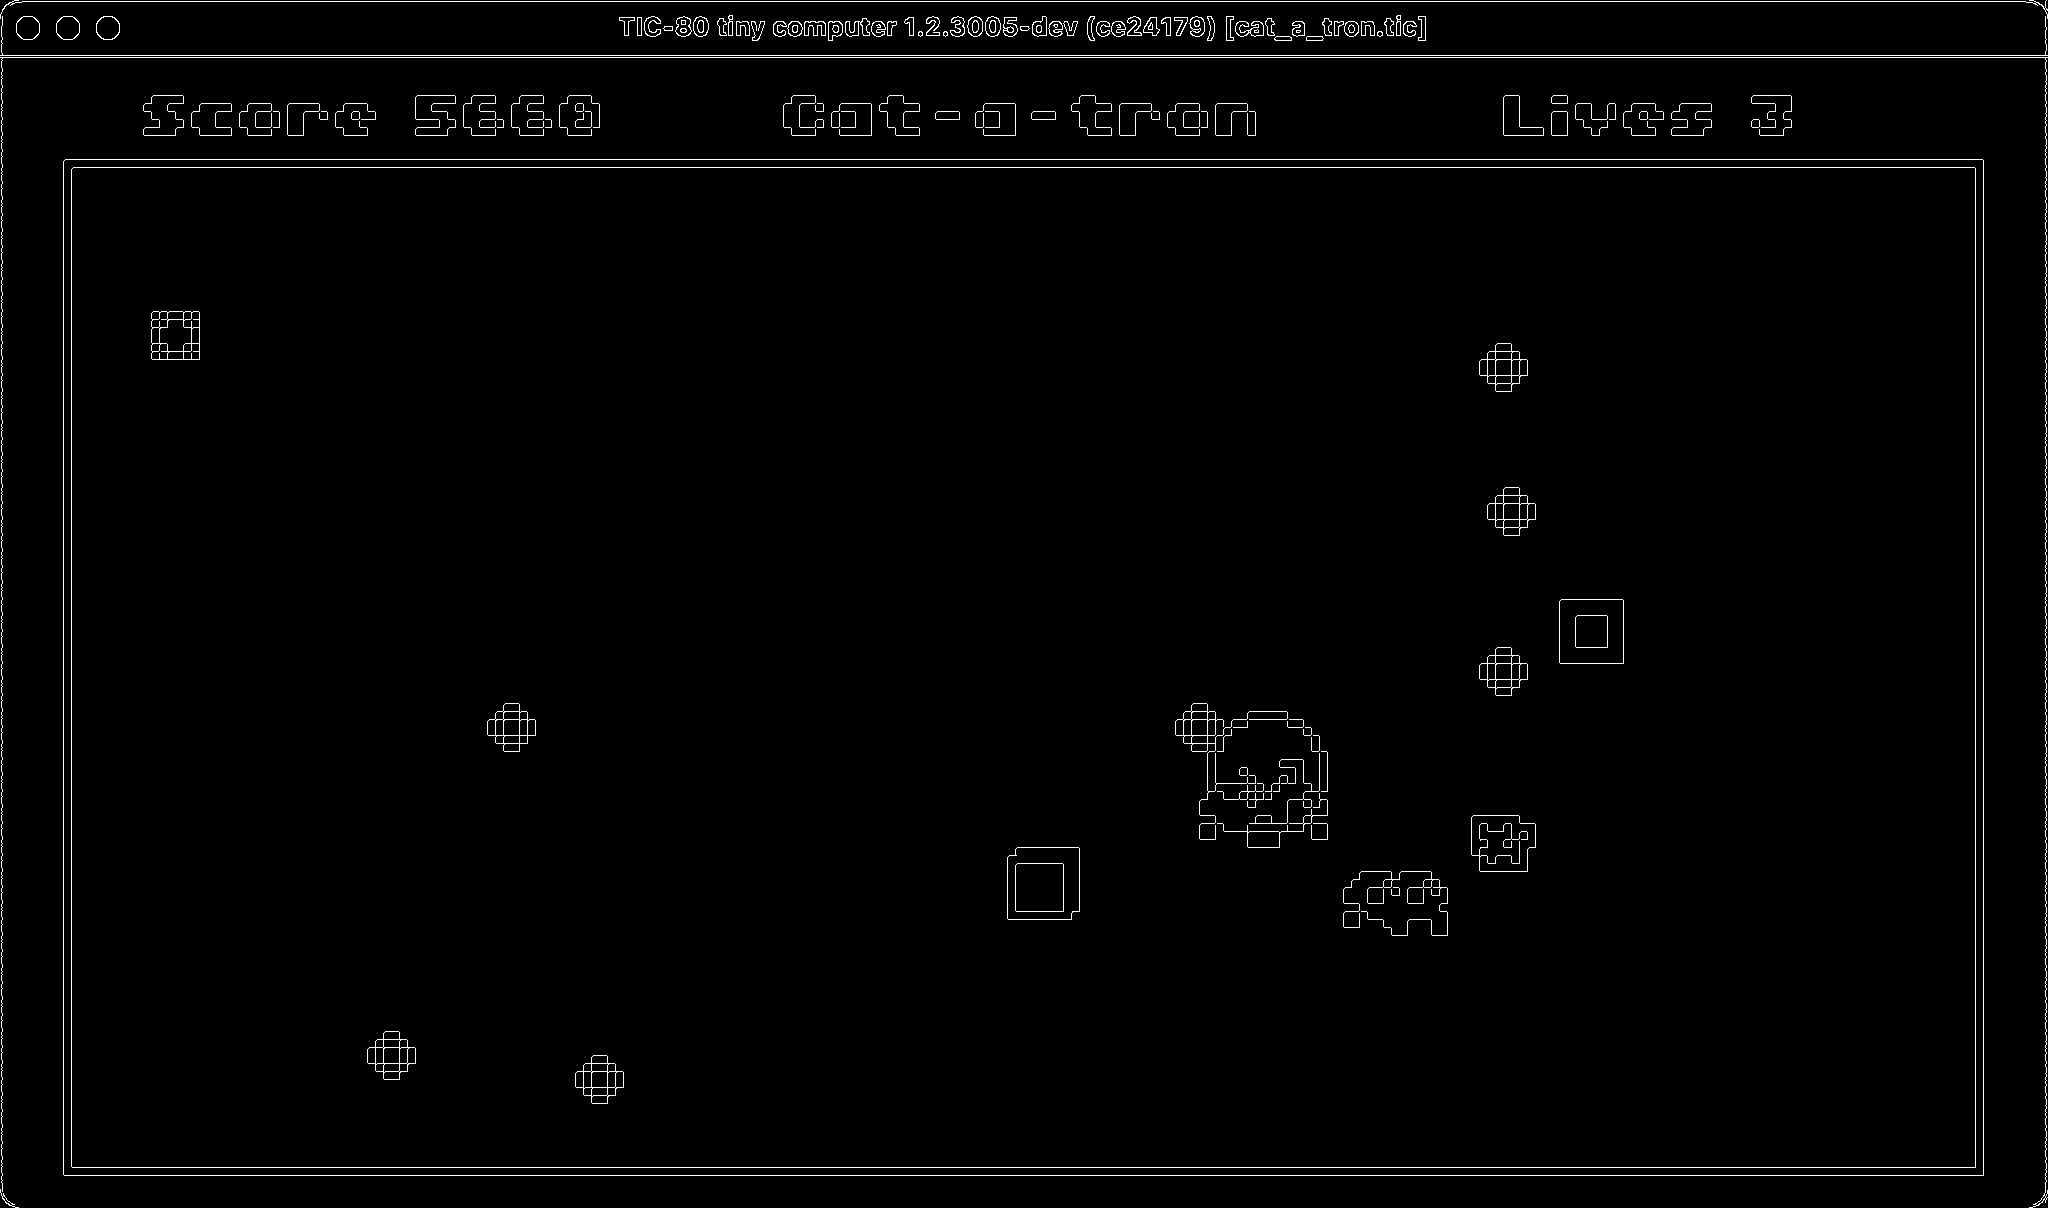 TIC-80 tiny computer 1.2.3005-dev (ce24179) [cat_a_tron.tic]
Score 5660 Cat-a-tron Lives 3